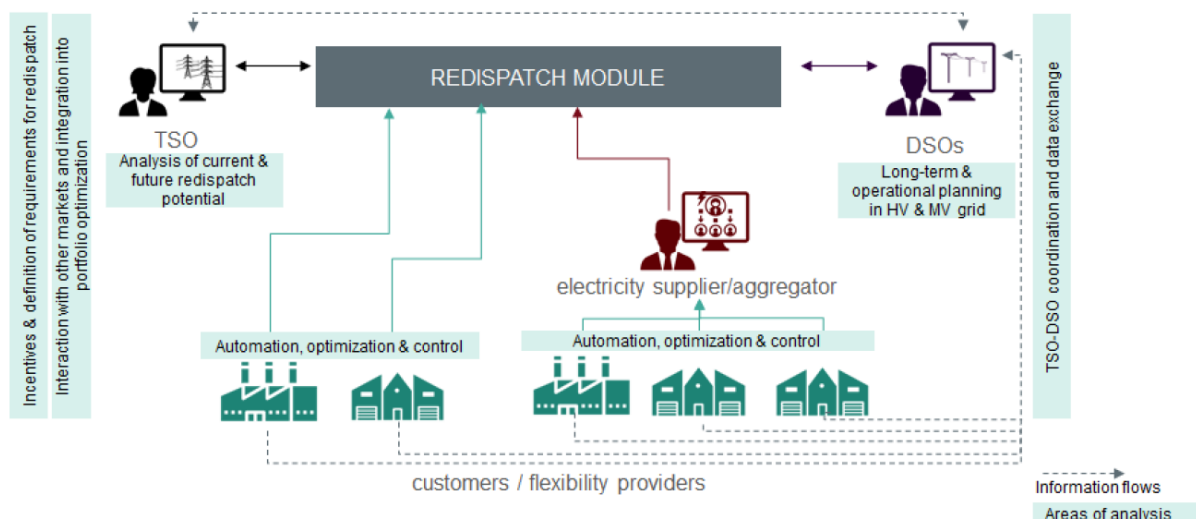 Incentives & definition of requirements for redispatch
Interaction with other markets and integration into
portfolio optimization
REDISPATCH MODULE
TSO
Analysis of current &
future redispatch
potential
DSOs
Long-term &
operational planning
in HV & MV grid
electricity supplier/aggregator
Automation, optimization & control
Automation, optimization & control
customers / flexibility providers
TSO-DSO coordination and data exchange
Information flows
Areas of analysis